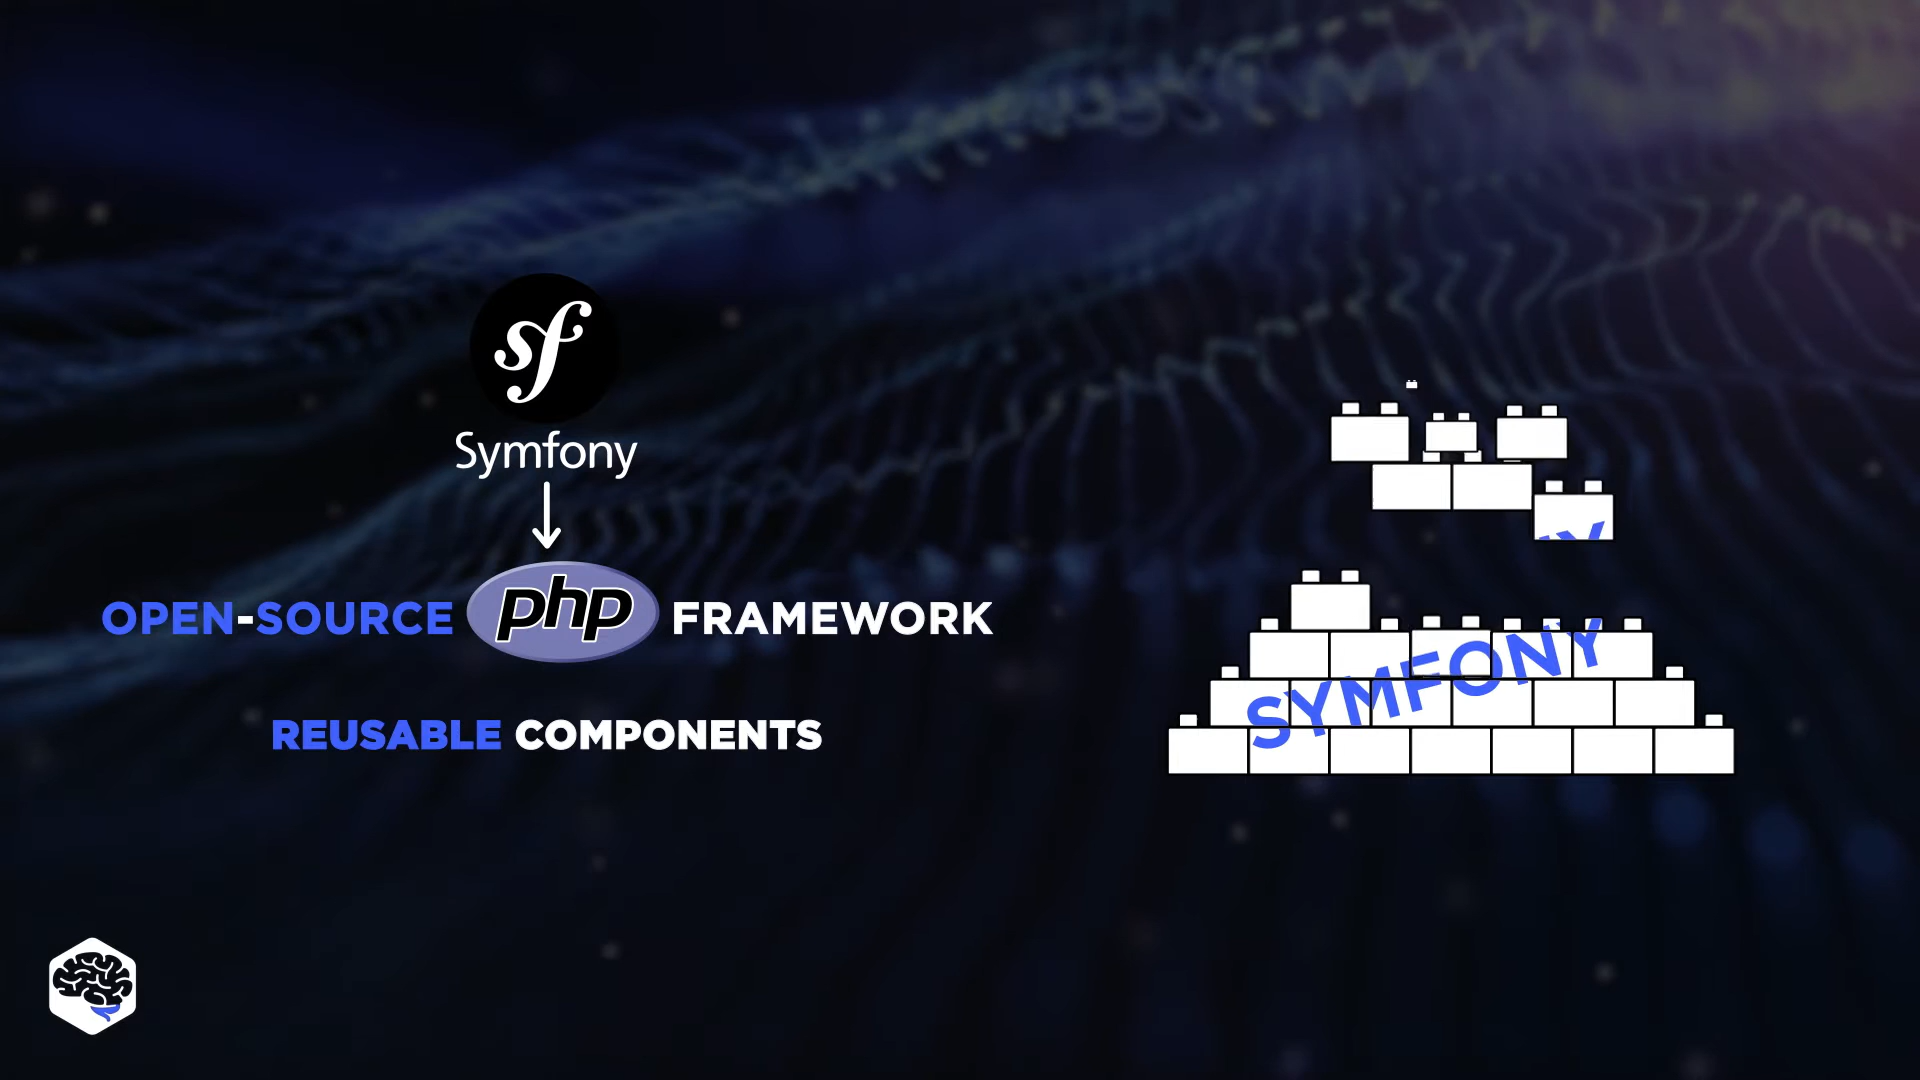 sf
Symfony
OPEN-SOURCE php FRAMEWORK
REUSABLE COMPONENTS
SYMFONY